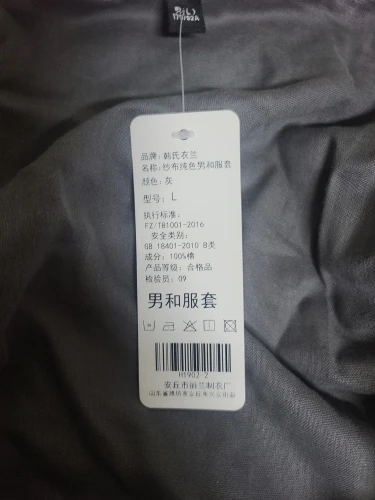 品牌: 韩氏衣兰
名称: 纱布纯色男和服套
颜色: 灰
型号: L
执行标准:
FZ/T81001-2016
安全类别:
GB 18401-2010 B类
成分: 100%棉
产品等级: 合格品
检验员: 09
男和服套
H1902-2
安丘市丽兰制衣厂